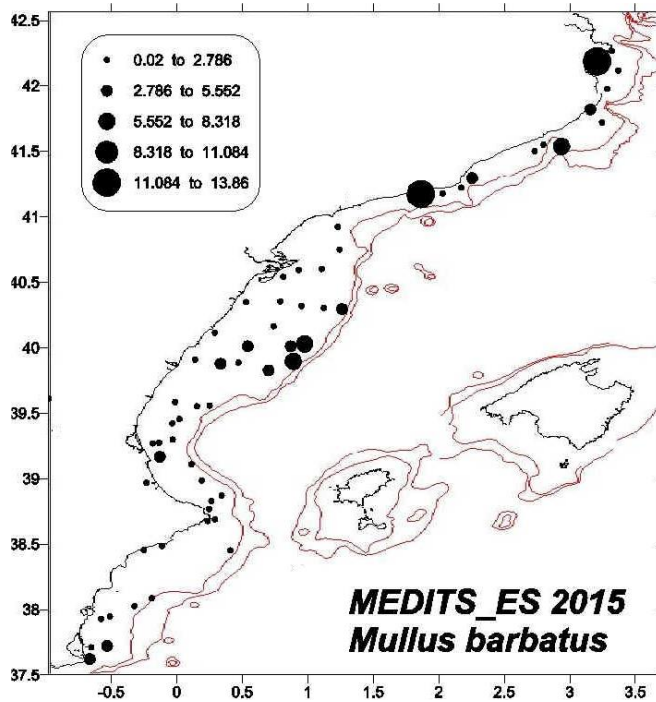 42.5
42
41.5
41
40.5
40
39.5
39
38.5
38
37.5
0.02 to 2.786
2.786 to 5.552
5.552 to 8.318
8.318 to 11.084
11.084 to 13.86
MEDITS_ES 2015
Mullus barbatus
-0.5 0 0.5 1 1.5 2 2.5 3 3.5